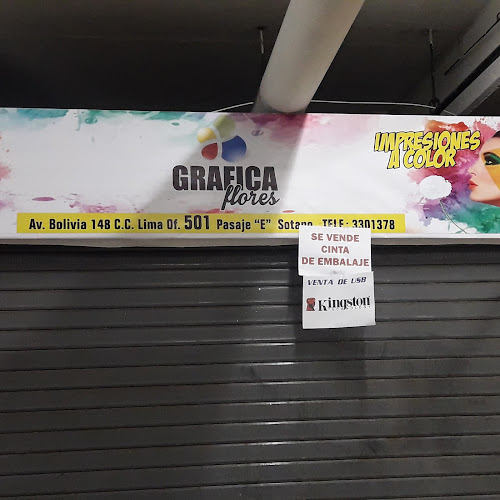 GRAFICA
flores
IMPRESIONES
A COLOR
Av. Bolivia 148 C.C. Lima Of. 501 Pasaje "E" Sotano TELF: 3301378
SE VENDE
CINTA
DE EMBALAJE
VENTA DE USB
Kingston